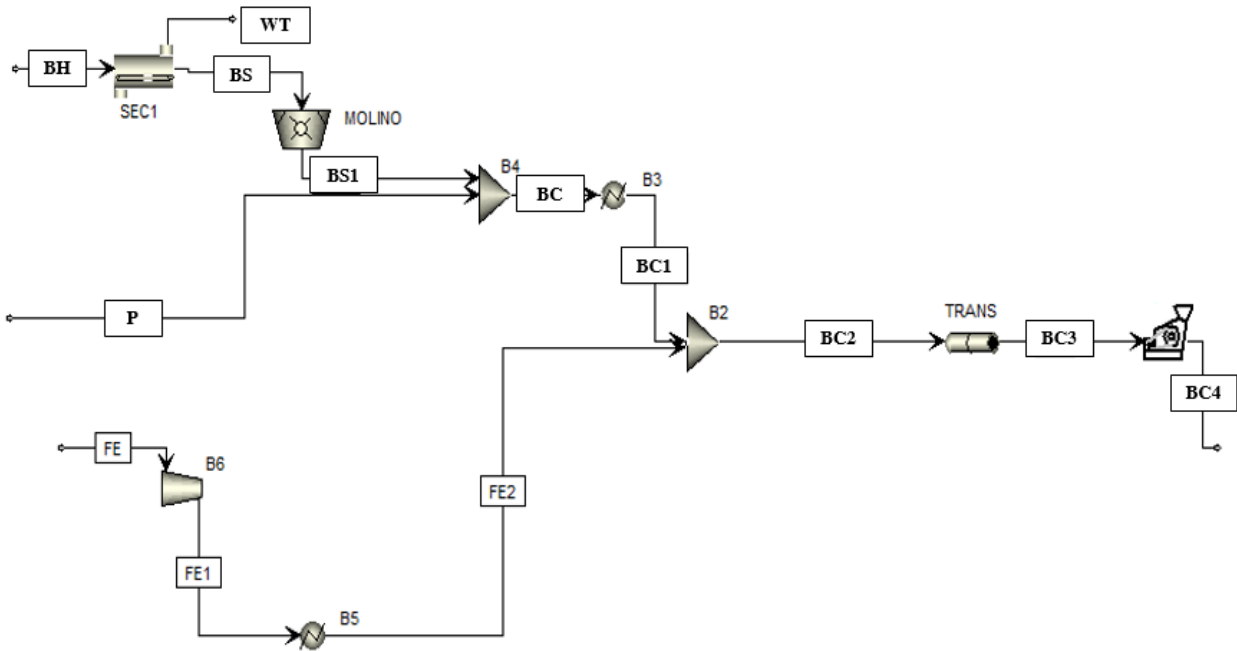 WT
BH
BS
SEC1
MOLINO
BS1
B4
BC
B3
BC1
P
B2
TRANS
BC2
BC3
BC4
FE
B6
FE2
FE1
B5